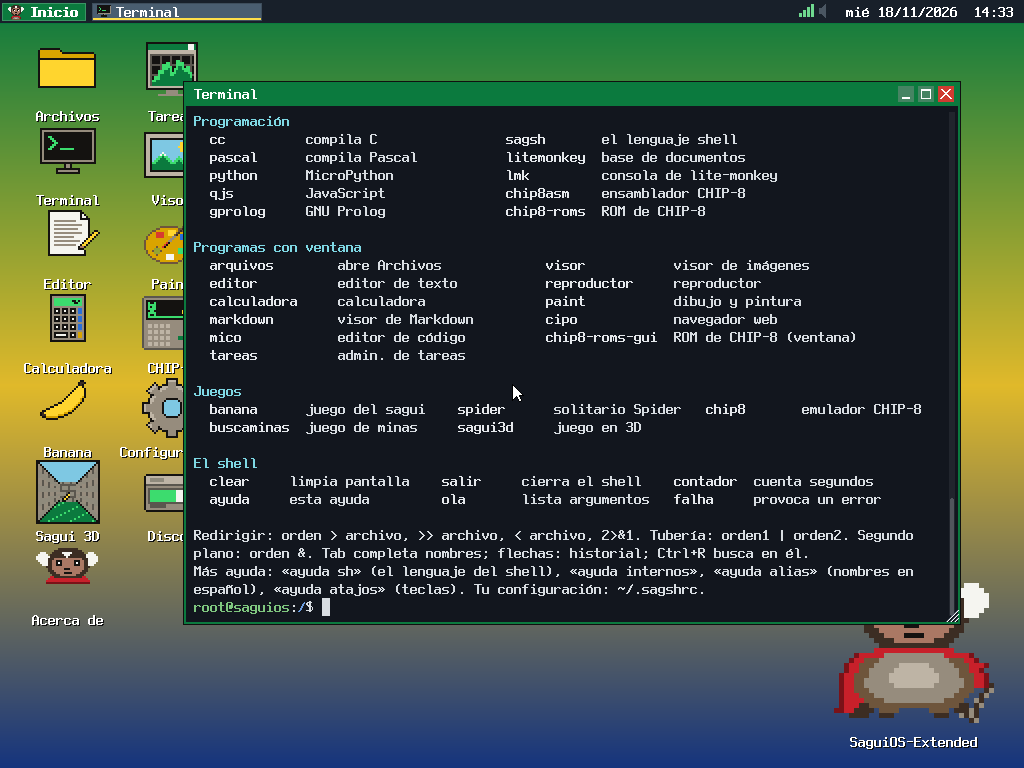 Inicio
Terminal
mié 18/11/2026 14:33
Archivos
Terminal
Editor
Calculadora
Banana
Sagui 3D
Acerca de
Terminal
Programación
cc compila C sagsh el lenguaje shell
pascal compila Pascal litemonkey base de documentos
python MicroPython lmk consola de lite-monkey
qjs JavaScript chip8asm ensamblador CHIP-8
gprolog GNU Prolog chip8-roms ROM de CHIP-8
Programas con ventana
arquivos abre Archivos visor visor de imágenes
editor editor de texto reproductor reproductor
calculadora calculadora paint dibujo y pintura
markdown visor de Markdown cipo navegador web
mico editor de código chip8-roms-gui ROM de CHIP-8 (ventana)
tareas admin. de tareas
Juegos
banana juego del sagui spider solitario Spider chip8 emulador CHIP-8
buscaminas juego de minas sagui3d juego en 3D
El shell
clear limpia pantalla salir cierra el shell contador cuenta segundos
ayuda esta ayuda ola lista argumentos falha provoca un error
Redirigir: orden > archivo, >> archivo, < archivo, 2>&1. Tubería: orden1 | orden2. Segundo
plano: orden &. Tab completa nombres; flechas: historial; Ctrl+R busca en él.
Más ayuda: «ayuda sh» (el lenguaje del shell), «ayuda internos», «ayuda alias» (nombres en
español), «ayuda atajos» (teclas). Tu configuración: ~/.sagshrc.
root@saguios:/$
SaguiOS-Extended